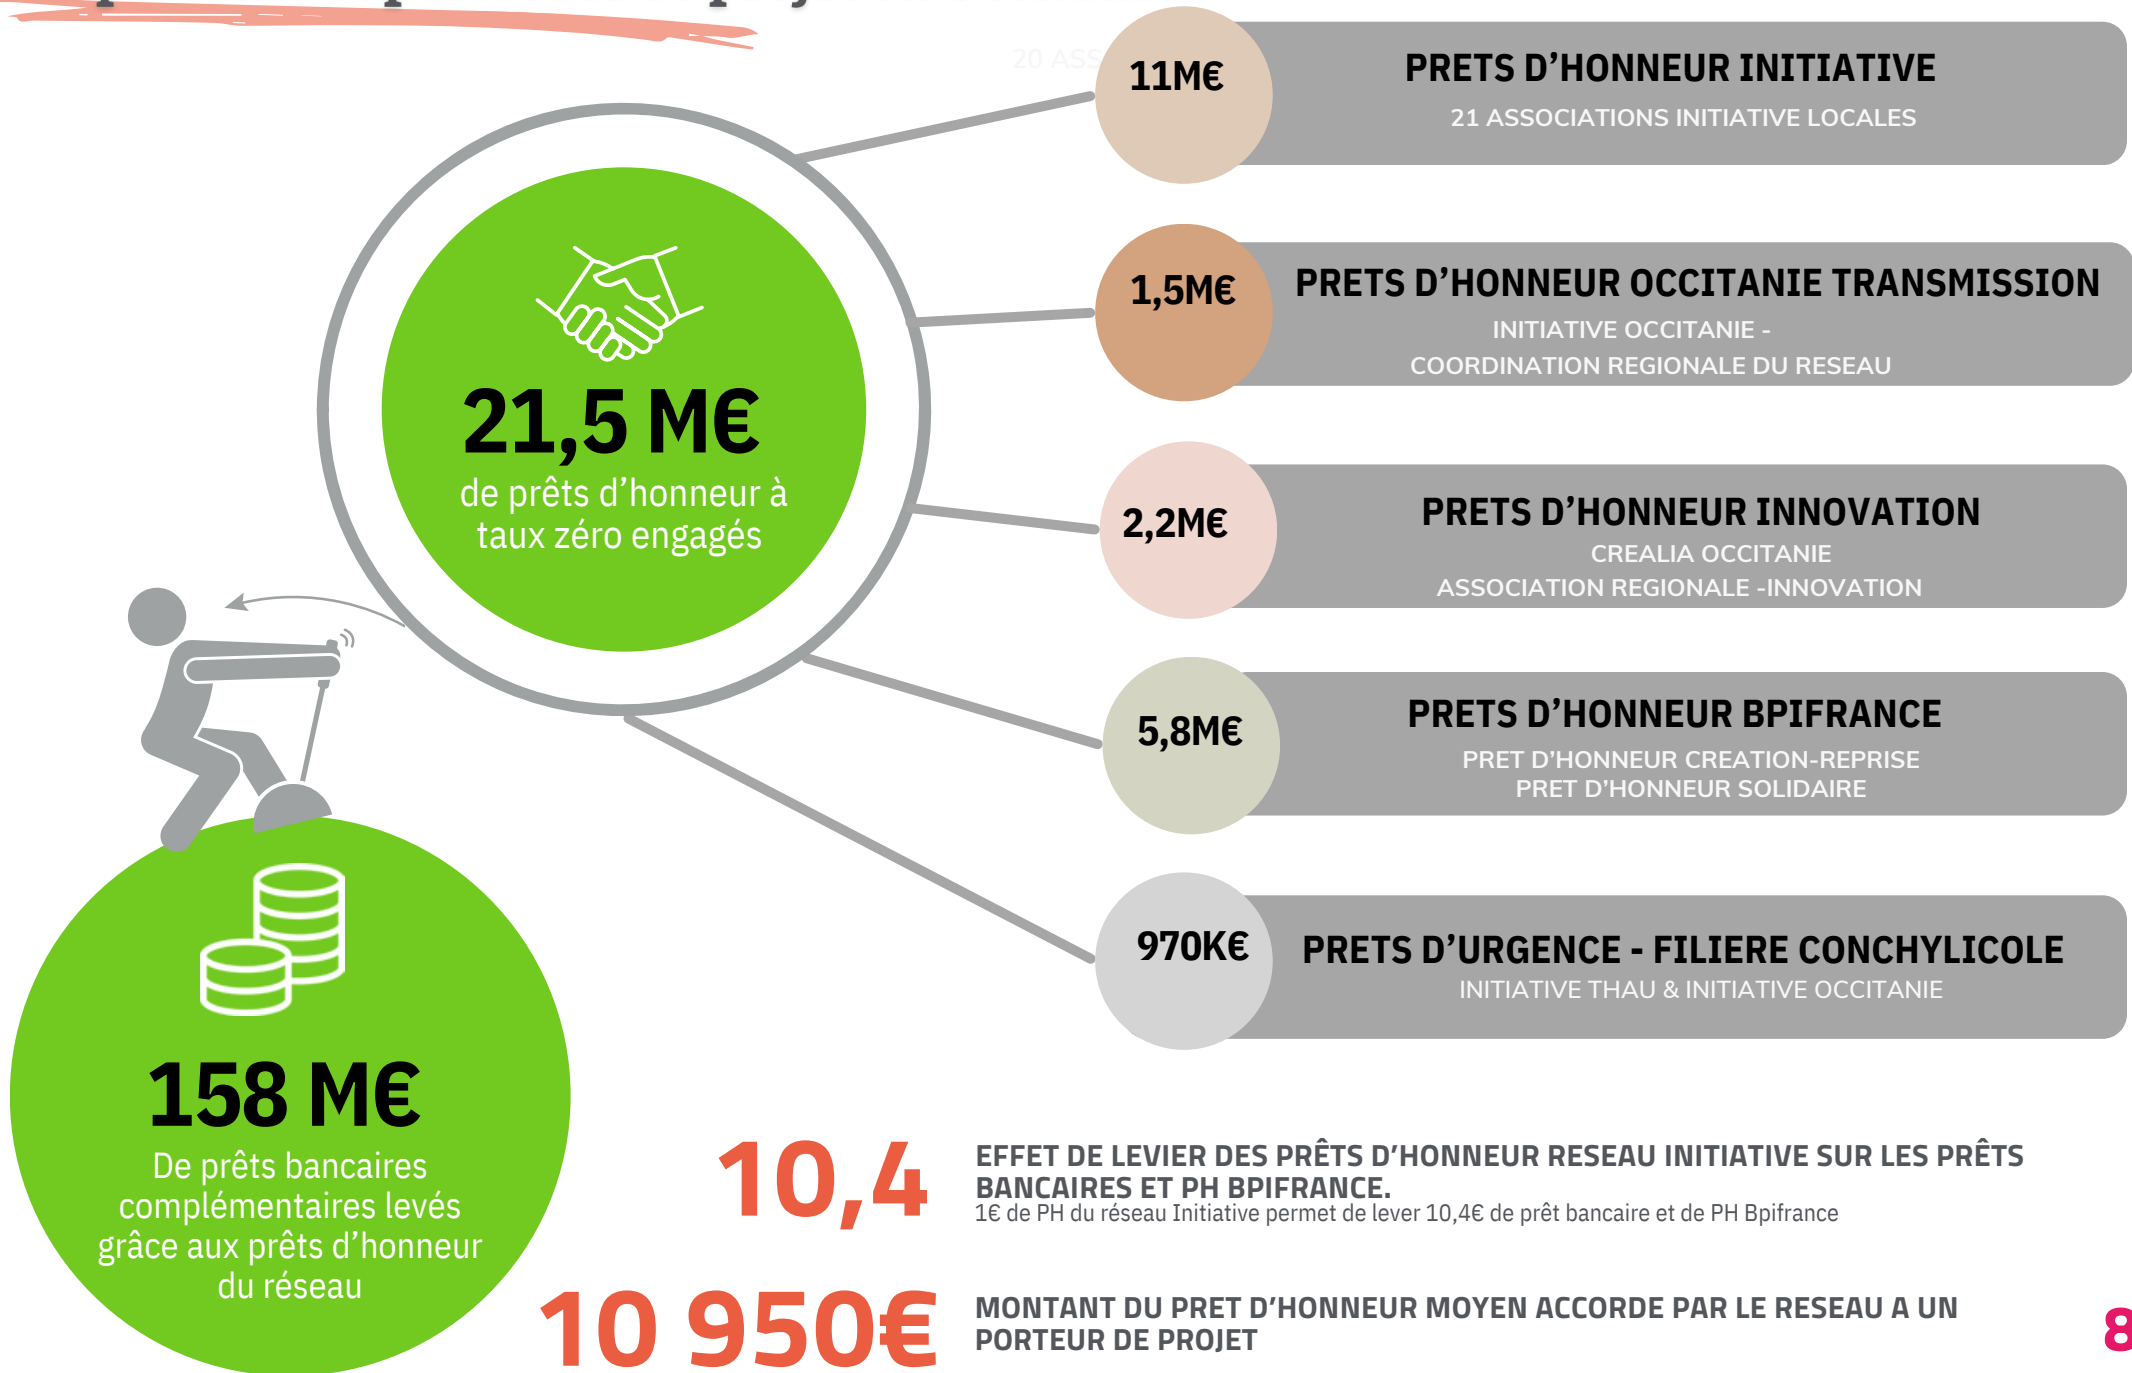 11M€
PRETS D'HONNEUR INITIATIVE
21 ASSOCIATIONS INITIATIVE LOCALES
20 ASS
1,5M€
PRETS D'HONNEUR OCCITANIE TRANSMISSION
INITIATIVE OCCITANIE -
COORDINATION REGIONALE DU RESEAU
21,5 M€
de prêts d'honneur à
taux zéro engagés
2,2M€
PRETS D'HONNEUR INNOVATION
CREALIA OCCITANIE
ASSOCIATION REGIONALE -INNOVATION
5,8M€
PRETS D'HONNEUR BPIFRANCE
PRET D'HONNEUR CREATION-REPRISE
PRET D'HONNEUR SOLIDAIRE
970K€
PRETS D'URGENCE - FILIERE CONCHYLICOLE
INITIATIVE THAU & INITIATIVE OCCITANIE
158 M€
De prêts bancaires
complémentaires levés
grâce aux prêts d'honneur
du réseau
10,4
EFFET DE LEVIER DES PRÊTS D'HONNEUR RESEAU INITIATIVE SUR LES PRÊTS
BANCAIRES ET PH BPIFRANCE.
1€ de PH du réseau Initiative permet de lever 10,4€ de prêt bancaire et de PH Bpifrance
10 950€
MONTANT DU PRET D'HONNEUR MOYEN ACCORDE PAR LE RESEAU A UN
PORTEUR DE PROJET
8